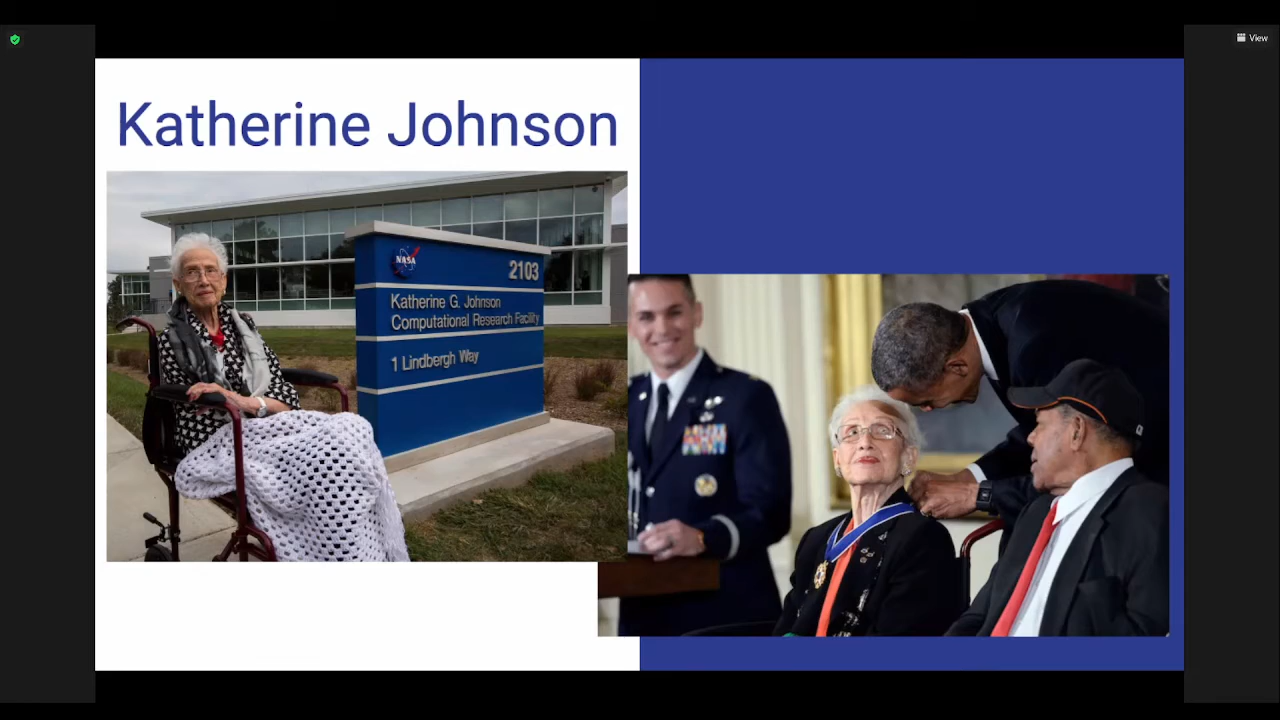 View
Katherine Johnson
NASA
2103
Katherine G. Johnson
Computational Research Facility
1 Lindbergh Way